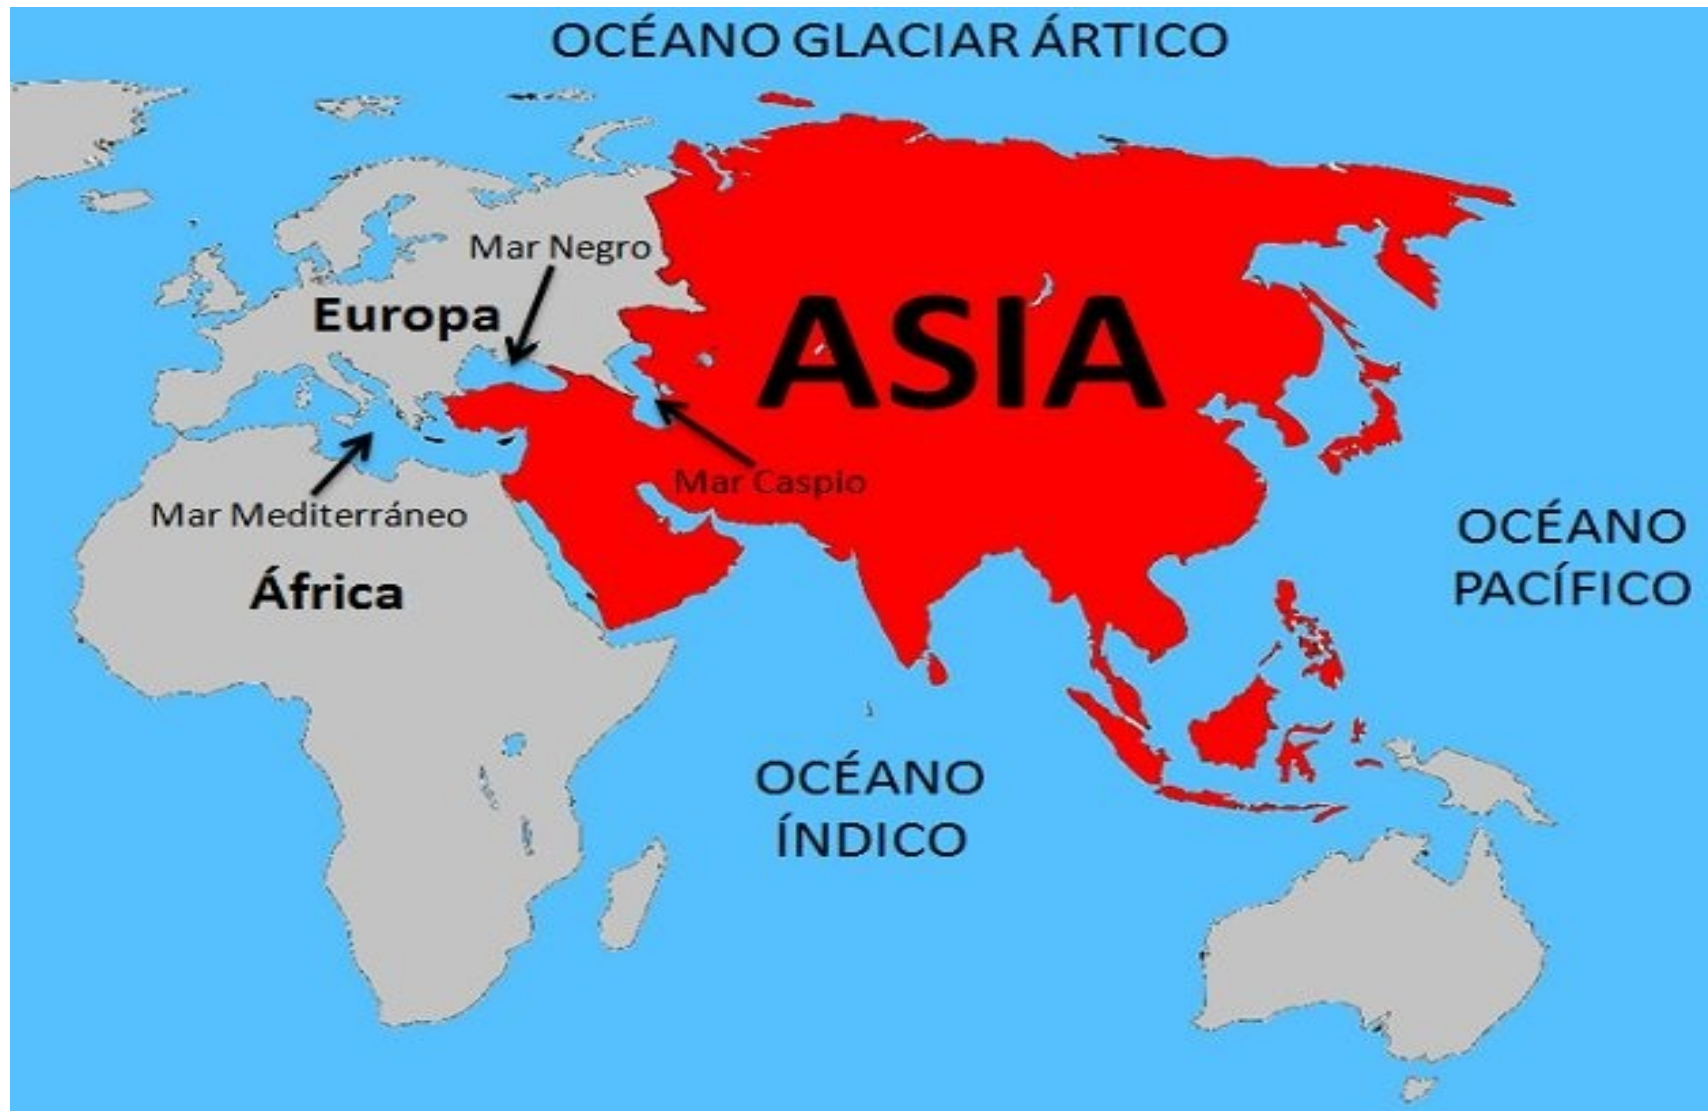 OCÉANO GLACIAR ÁRTICO
Mar Negro
Europa
ASIA
Mar Caspio
Mar Mediterráneo
África
OCÉANO
PACÍFICO
OCÉANO
ÍNDICO